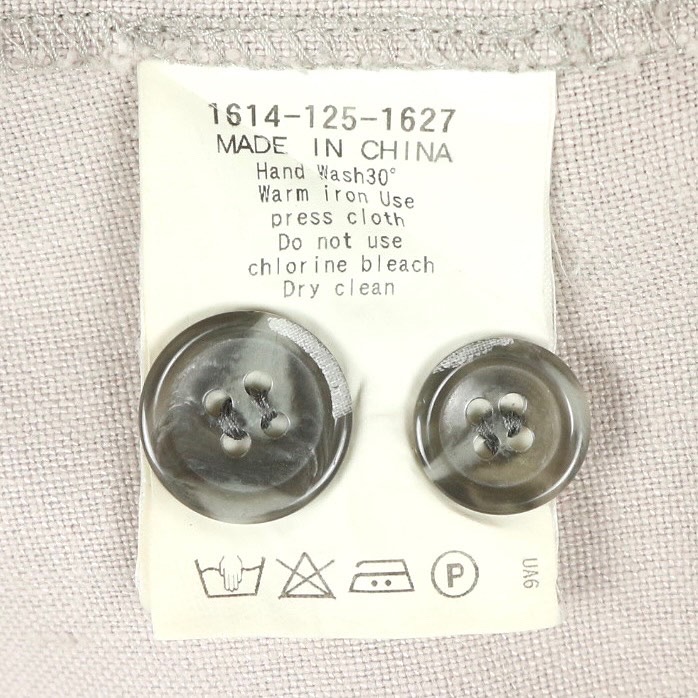 1614-125-1627
MADE IN CHINA
Hand Wash30°
Warm iron Use
press cloth
Do not use
chlorine bleach
Dry clean
P
UA6